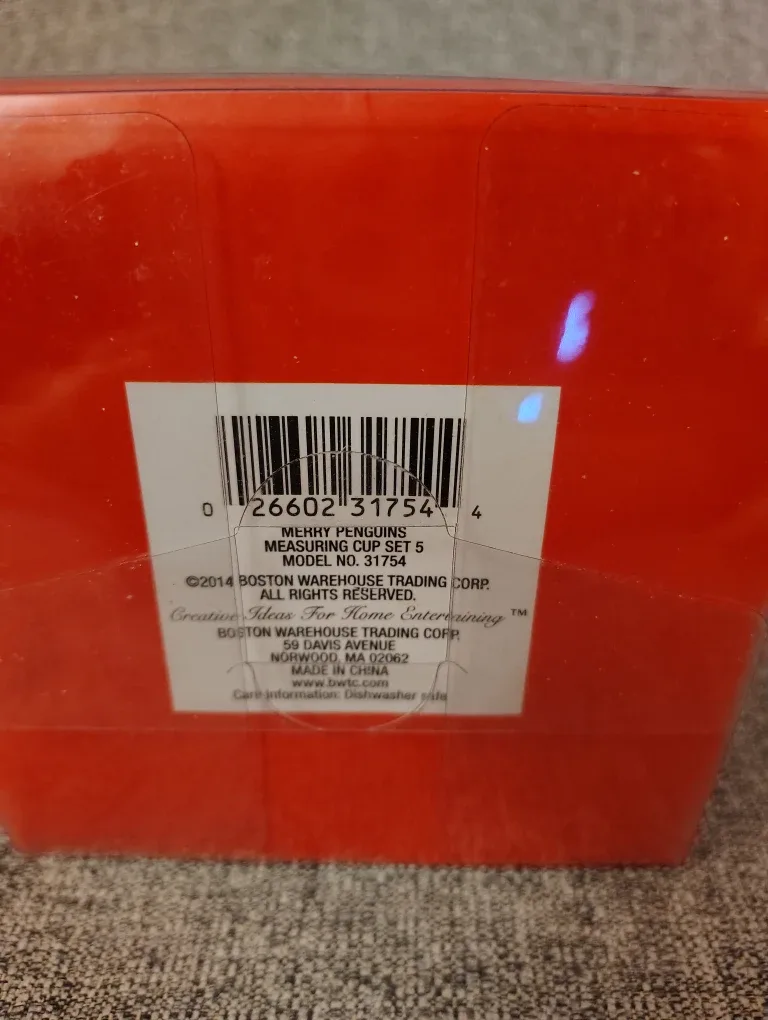 0 26602 31754 4
MERRY PENGUINS
MEASURING CUP SET 5
MODEL NO. 31754
©2014 BOSTON WAREHOUSE TRADING CORP.
ALL RIGHTS RESERVED.
Creative Ideas For Home Entertaining ™
BOSTON WAREHOUSE TRADING CORP.
59 DAVIS AVENUE
NORWOOD, MA 02062
MADE IN CHINA
www.bwtc.com
Care Information: Dishwasher safe